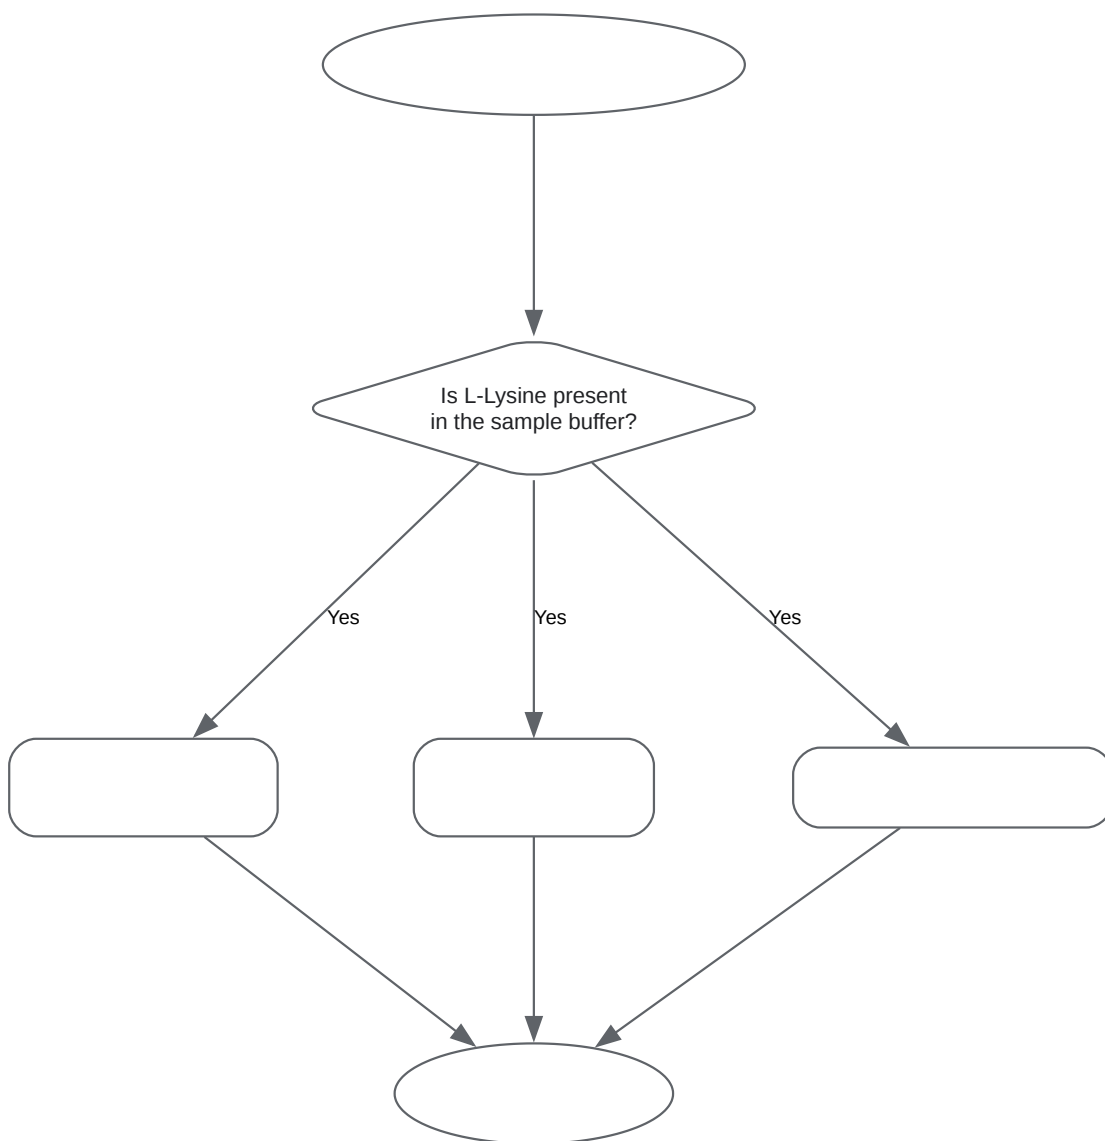 Is L-Lysine present
in the sample buffer?
Yes
Yes
Yes